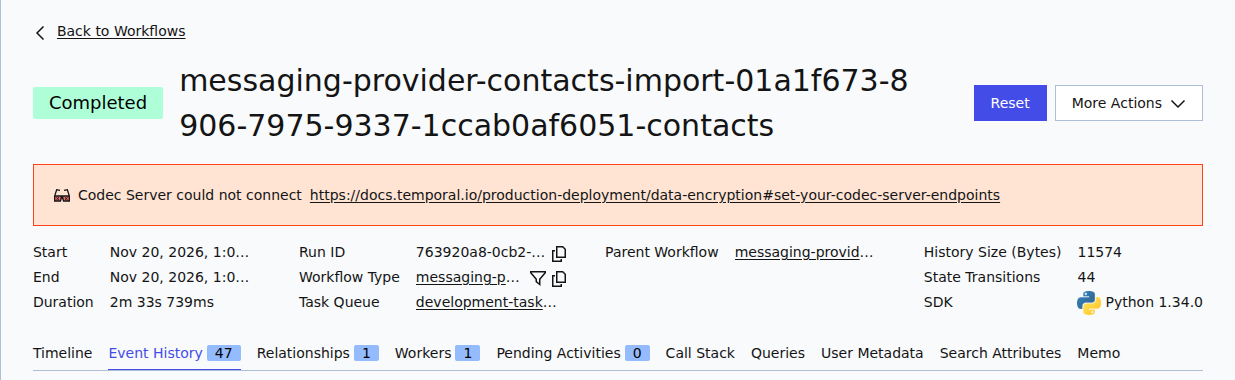 Back to Workflows
Completed
messaging-provider-contacts-import-01a1f673-8
906-7975-9337-1ccab0af6051-contacts
Reset
More Actions
Codec Server could not connect https://docs.temporal.io/production-deployment/data-encryption#set-your-codec-server-endpoints
Start Nov 20, 2026, 1:0… Run ID 763920a8-0cb2-… Parent Workflow messaging-provid… History Size (Bytes) 11574
End Nov 20, 2026, 1:0… Workflow Type messaging-p… State Transitions 44
Duration 2m 33s 739ms Task Queue development-task… SDK Python 1.34.0
Timeline Event History 47 Relationships 1 Workers 1 Pending Activities 0 Call Stack Queries User Metadata Search Attributes Memo